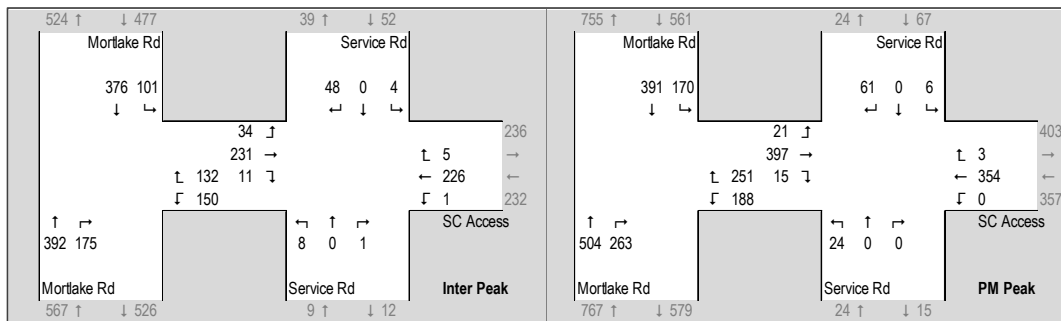 524 ↑ ↓ 477 39 ↑ ↓ 52 755 ↑ ↓ 561 24 ↑ ↓ 67
Mortlake Rd Service Rd Mortlake Rd Service Rd
376 101 48 0 4 391 170 61 0 6
34 236 21 403
231 → 5 → 397 → 3 →
132 11 ← 226 ← 251 15 ← 354 ←
150 1 232 188 0 357
SC Access SC Access
392 175 8 0 1 504 263 24 0 0
Mortlake Rd Service Rd Inter Peak Mortlake Rd Service Rd PM Peak
567 ↑ ↓ 526 9 ↑ ↓ 12 767 ↑ ↓ 579 24 ↑ ↓ 15